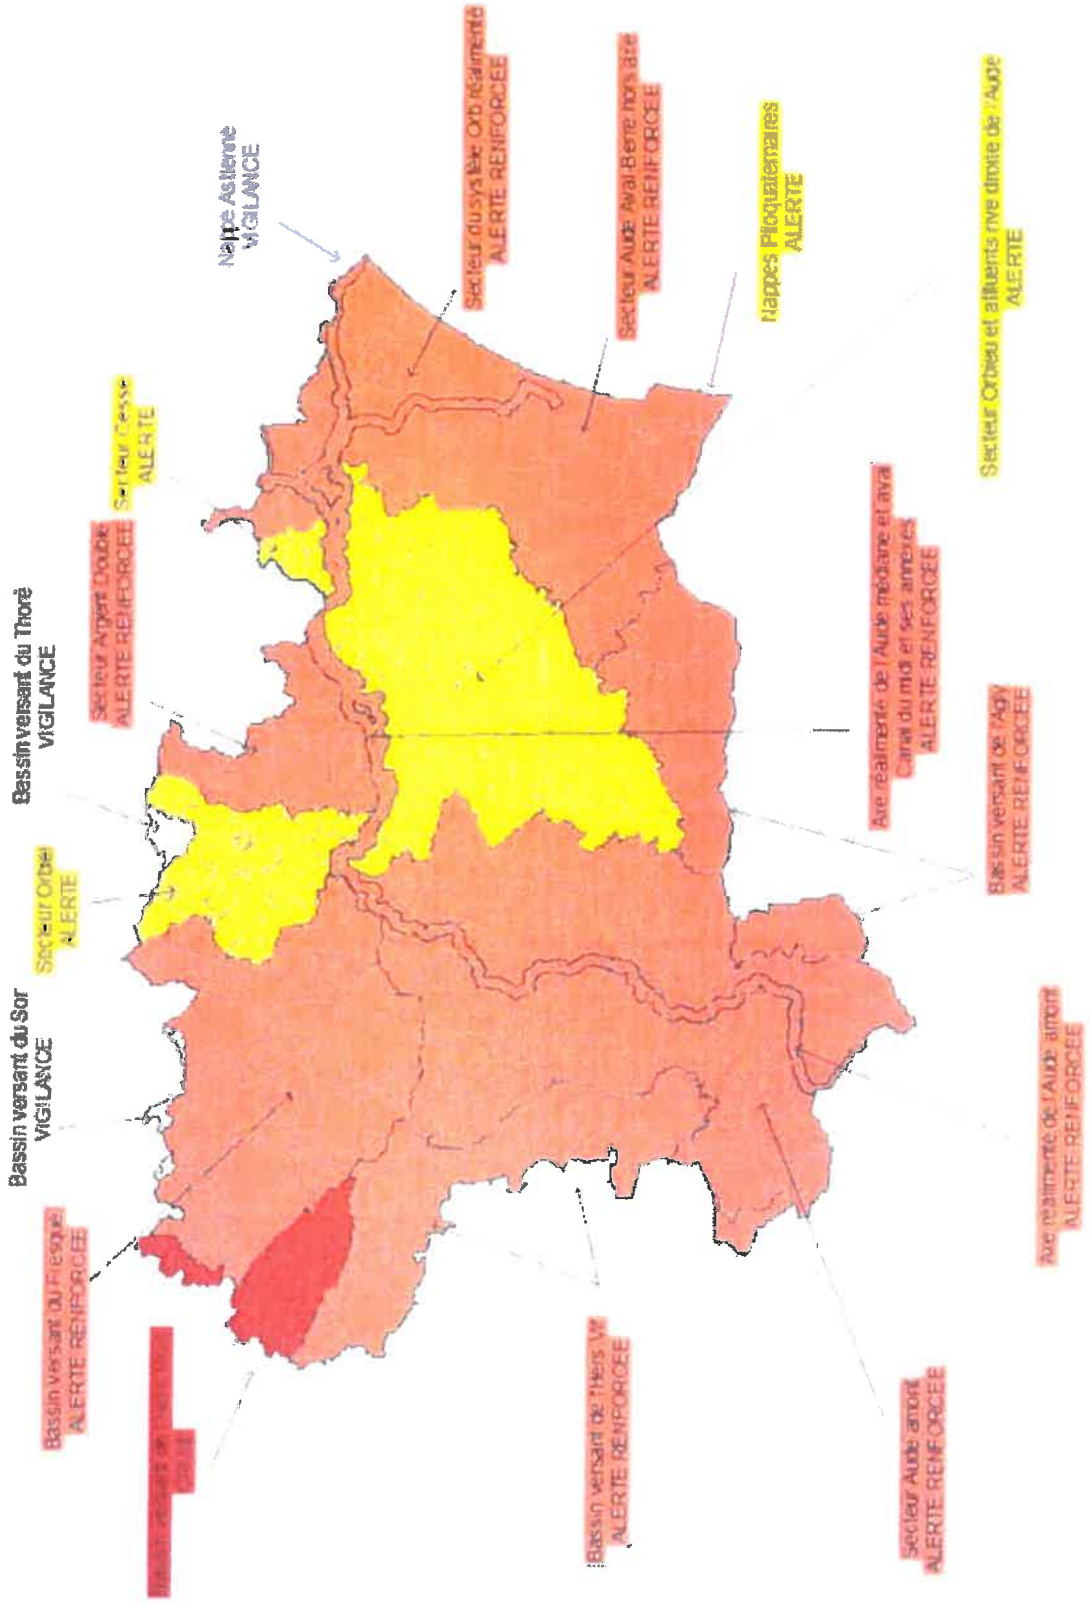 Bassin versant du Fresquel
ALERTE RENFORCEE
Bassin versant du Sor
VIGILANCE
Secteur Orbiel
ALERTE
Bassin versant du Thoré
VIGILANCE
Secteur Argent Double
ALERTE RENFORCEE
Secteur Cesse
ALERTE
Nappe Astienne
VIGILANCE
Secteur du système Orb réalimenté
ALERTE RENFORCEE
Secteur Aude Aval-Berre hors axe
ALERTE RENFORCEE
Nappes Plioquaternaires
ALERTE
Secteur Orbieu et affluents rive droite de l'Aude
ALERTE
Axe réalimenté de l'Aude médiane et aval
Canal du midi et ses annexes
ALERTE RENFORCEE
Bassin versant de l'Agly
ALERTE RENFORCEE
Axe réalimenté de l'Aude amont
ALERTE RENFORCEE
Secteur Aude amont
ALERTE RENFORCEE
Bassin versant de l'Hers Vif
ALERTE RENFORCEE
Bassin versant de